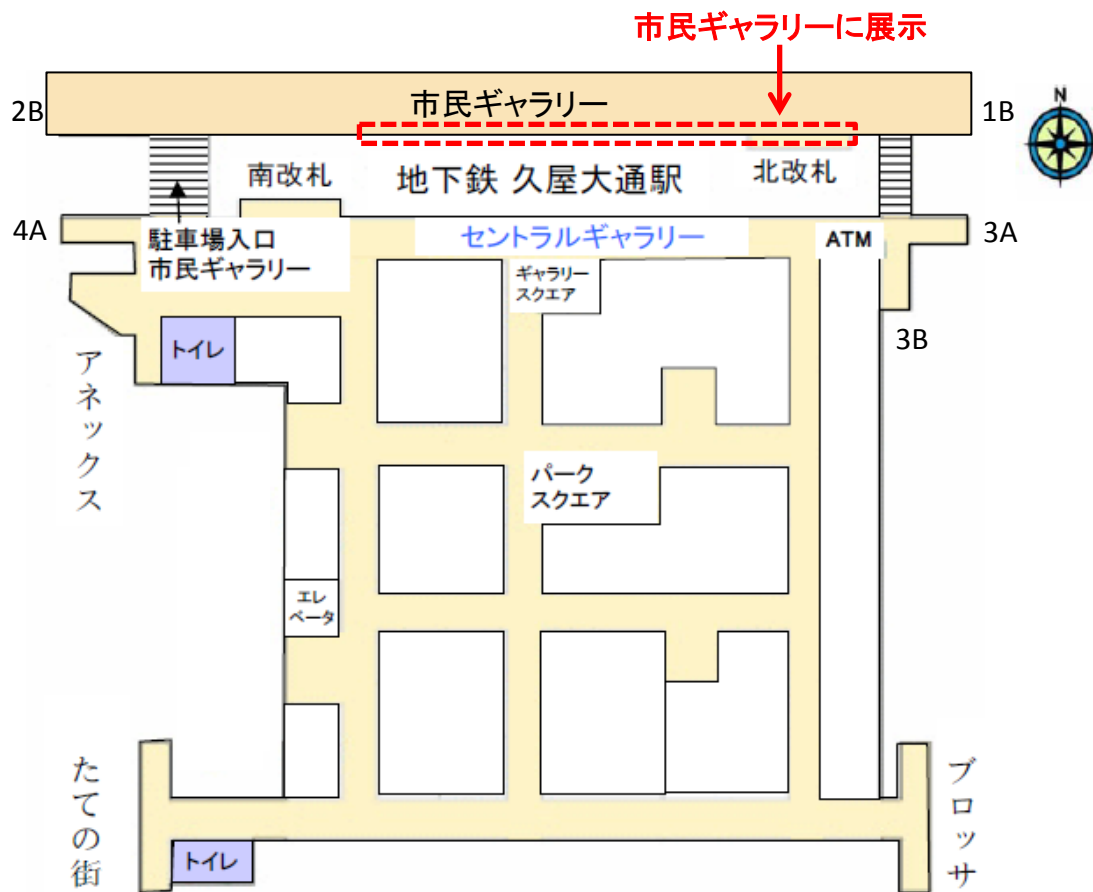 市民ギャラリーに展示
市民ギャラリー
2B
1B
N
南改札
地下鉄 久屋大通駅
北改札
4A
駐車場入口
市民ギャラリー
セントラルギャラリー
ATM
3A
ギャラリー
スクエア
3B
トイレ
アネックス
パーク
スクエア
エレ
ベータ
たての街
ブロッサ
トイレ